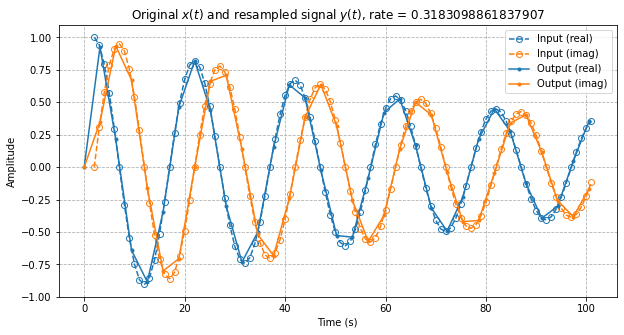 Original x(t) and resampled signal y(t), rate = 0.3183098861837907
Input (real)
Input (imag)
Output (real)
Output (imag)
Amplitude
1.00
0.75
0.50
0.25
0.00
−0.25
−0.50
−0.75
−1.00
0 20 40 60 80 100
Time (s)